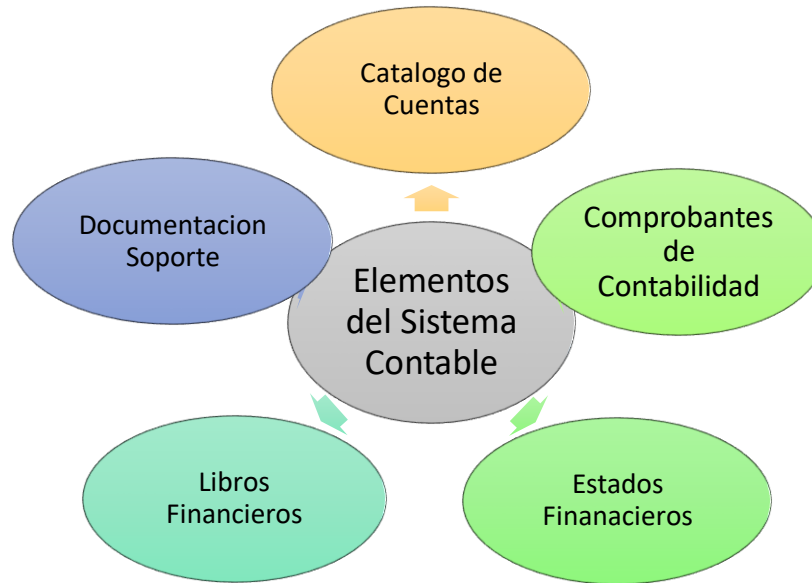 Catalogo de
Cuentas
Documentacion
Soporte
Comprobantes
de
Contabilidad
Elementos
del Sistema
Contable
Libros
Financieros
Estados
Finanacieros